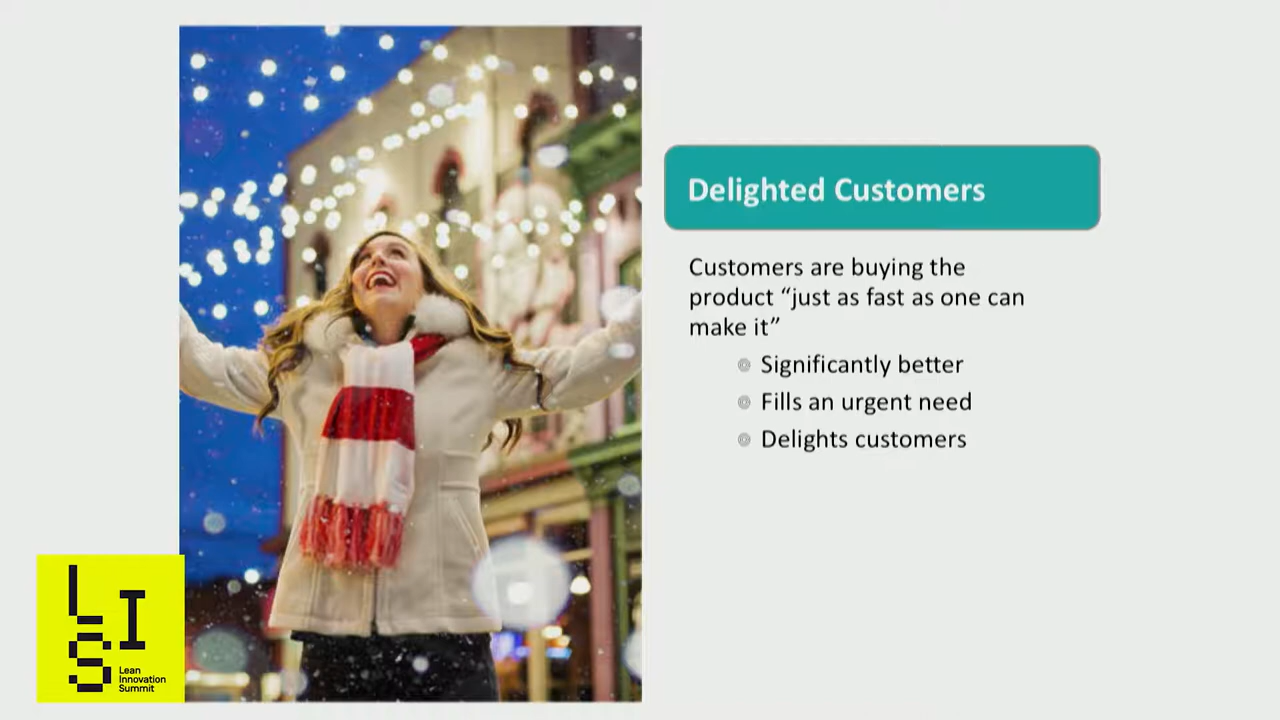 Delighted Customers
Customers are buying the
product “just as fast as one can
make it”
Significantly better
Fills an urgent need
Delights customers
LIS
Lean
Innovation
Summit